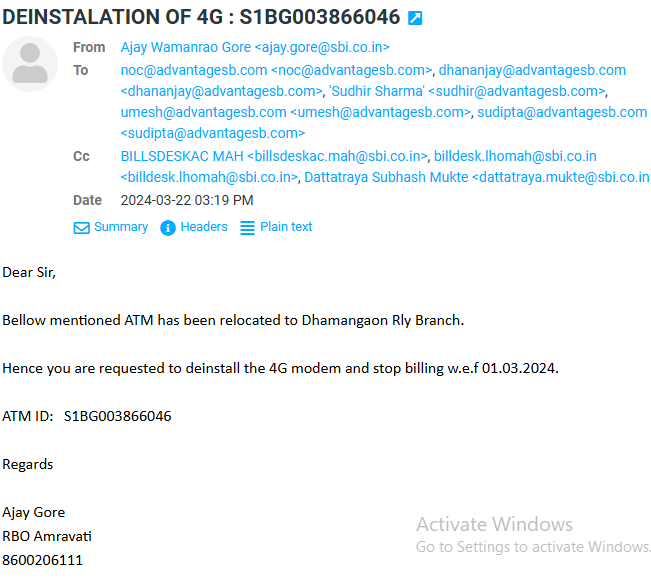 DEINSTALATION OF 4G : S1BG003866046
From Ajay Wamanrao Gore <ajay.gore@sbi.co.in>
To noc@advantagesb.com <noc@advantagesb.com>, dhananjay@advantagesb.com
<dhananjay@advantagesb.com>, 'Sudhir Sharma' <sudhir@advantagesb.com>,
umesh@advantagesb.com <umesh@advantagesb.com>, sudipta@advantagesb.com
<sudipta@advantagesb.com>
Cc BILLSDESKAC MAH <billsdeskac.mah@sbi.co.in>, billdesk.lhomah@sbi.co.in
<billdesk.lhomah@sbi.co.in>, Dattatraya Subhash Mukte <dattatraya.mukte@sbi.co.in
Date 2024-03-22 03:19 PM
Summary Headers Plain text
Dear Sir,
Bellow mentioned ATM has been relocated to Dhamangaon Rly Branch.
Hence you are requested to deinstall the 4G modem and stop billing w.e.f 01.03.2024.
ATM ID: S1BG003866046
Regards
Ajay Gore
RBO Amravati
8600206111
Activate Windows
Go to Settings to activate Windows.